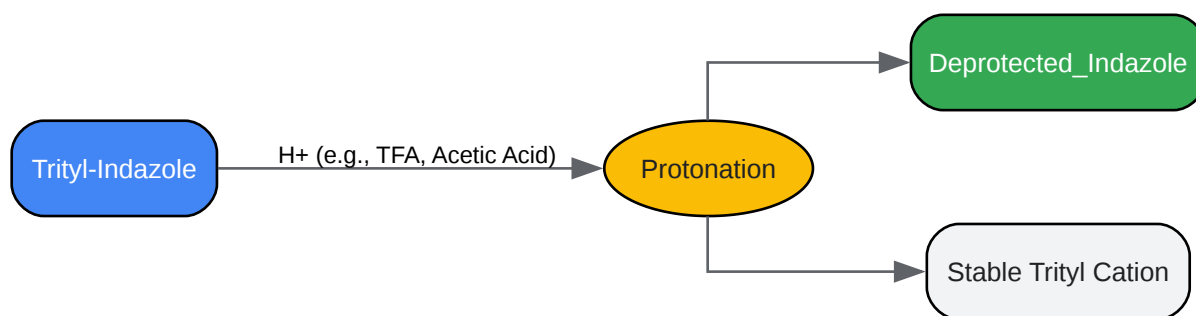 Trityl-Indazole
H+ (e.g., TFA, Acetic Acid)
Protonation
Deprotected_Indazole
Stable Trityl Cation